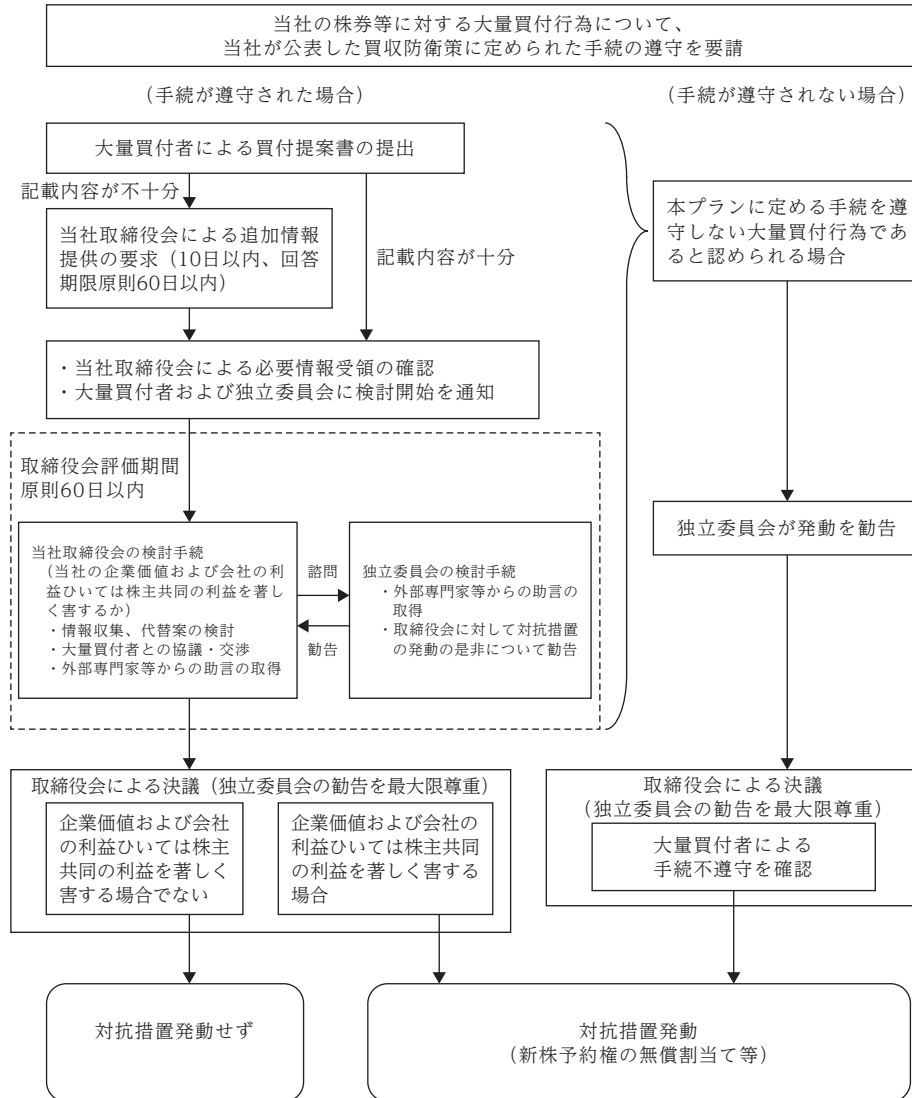 当社の株券等に対する大量買付行為について、
当社が公表した買収防衛策に定められた手続の遵守を要請
（手続が遵守された場合）
（手続が遵守されない場合）
大量買付者による買付提案書の提出
記載内容が不十分
当社取締役会による追加情報
提供の要求（10日以内、回答
期限原則60日以内）
記載内容が十分
・当社取締役会による必要情報受領の確認
・大量買付者および独立委員会に検討開始を通知
取締役会評価期間
原則60日以内
当社取締役会の検討手続
（当社の企業価値および会社の利
益ひいては株主共同の利益を著し
く害するか）
・情報収集、代替案の検討
・大量買付者との協議・交渉
・外部専門家等からの助言の取得
諮問
勧告
独立委員会の検討手続
・外部専門家等からの助言の
取得
・取締役会に対して対抗措置
の発動の是非について勧告
本プランに定める手続を遵
守しない大量買付行為であ
ると認められる場合
独立委員会が発動を勧告
取締役会による決議（独立委員会の勧告を最大限尊重）
企業価値および会社
の利益ひいては株主
共同の利益を著しく
害する場合でない
企業価値および会社の
利益ひいては株主共同
の利益を著しく害する
場合
取締役会による決議
（独立委員会の勧告を最大限尊重）
大量買付者による
手続不遵守を確認
対抗措置発動せず
対抗措置発動
（新株予約権の無償割当て等）